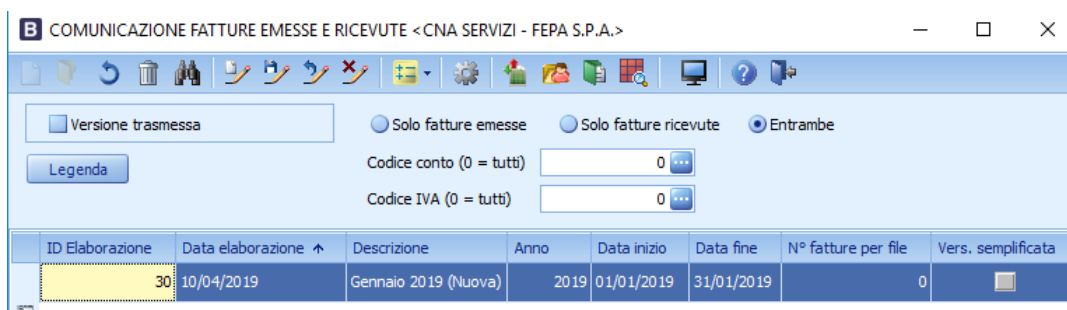 B COMUNICAZIONE FATTURE EMESSE E RICEVUTE <CNA SERVIZI - FEPA S.P.A.>
Versione trasmessa Solo fatture emesse Solo fatture ricevute Entrambe
Legenda Codice conto (0 = tutti) 0 ...
Codice IVA (0 = tutti) 0 ...
ID Elaborazione Data elaborazione Descrizione Anno Data inizio Data fine N° fatture per file Vers. semplificata
30 10/04/2019 Gennaio 2019 (Nuova) 2019 01/01/2019 31/01/2019 0